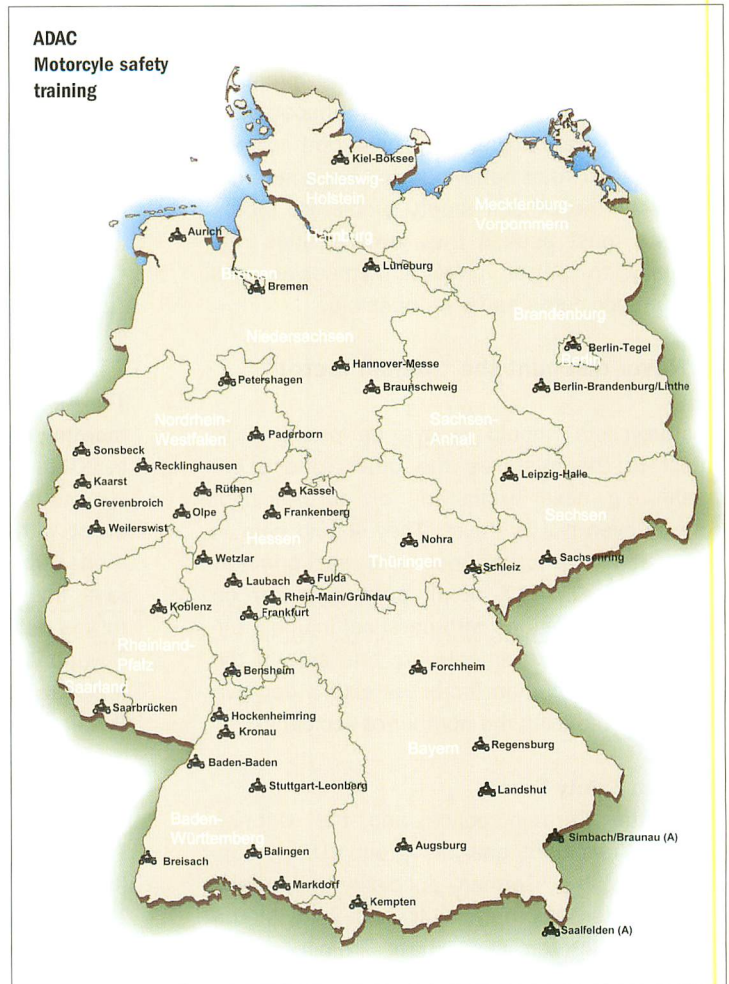 ADAC
Motorcyle safety
training
Kiel-Boksee
Schleswig-
Holstein
Mecklenburg-
Vorpommern
Aurich
Hamburg
Lüneburg
Bremen
Bremen
Brandenburg
Niedersachsen
Berlin-Tegel
Berlin
Hannover-Messe
Petershagen
Braunschweig
Berlin-Brandenburg/Linthe
Nordrhein-
Westfalen
Sachsen-
Anhalt
Paderborn
Sonsbeck
Recklinghausen
Leipzig-Halle
Kaarst
Rüthen
Kassel
Grevenbroich
Olpe
Frankenberg
Sachsen
Weilerswist
Hessen
Nohra
Wetzlar
Thüringen
Sachsenring
Schleiz
Laubach
Fulda
Rhein-Main/Gründau
Koblenz
Frankfurt
Rheinland-
Pfalz
Bensheim
Forchheim
Saarland
Saarbrücken
Hockenheimring
Kronau
Regensburg
Bayern
Baden-Baden
Stuttgart-Leonberg
Landshut
Baden-
Württemberg
Simbach/Braunau (A)
Augsburg
Balingen
Breisach
Markdorf
Kempten
Saalfelden (A)